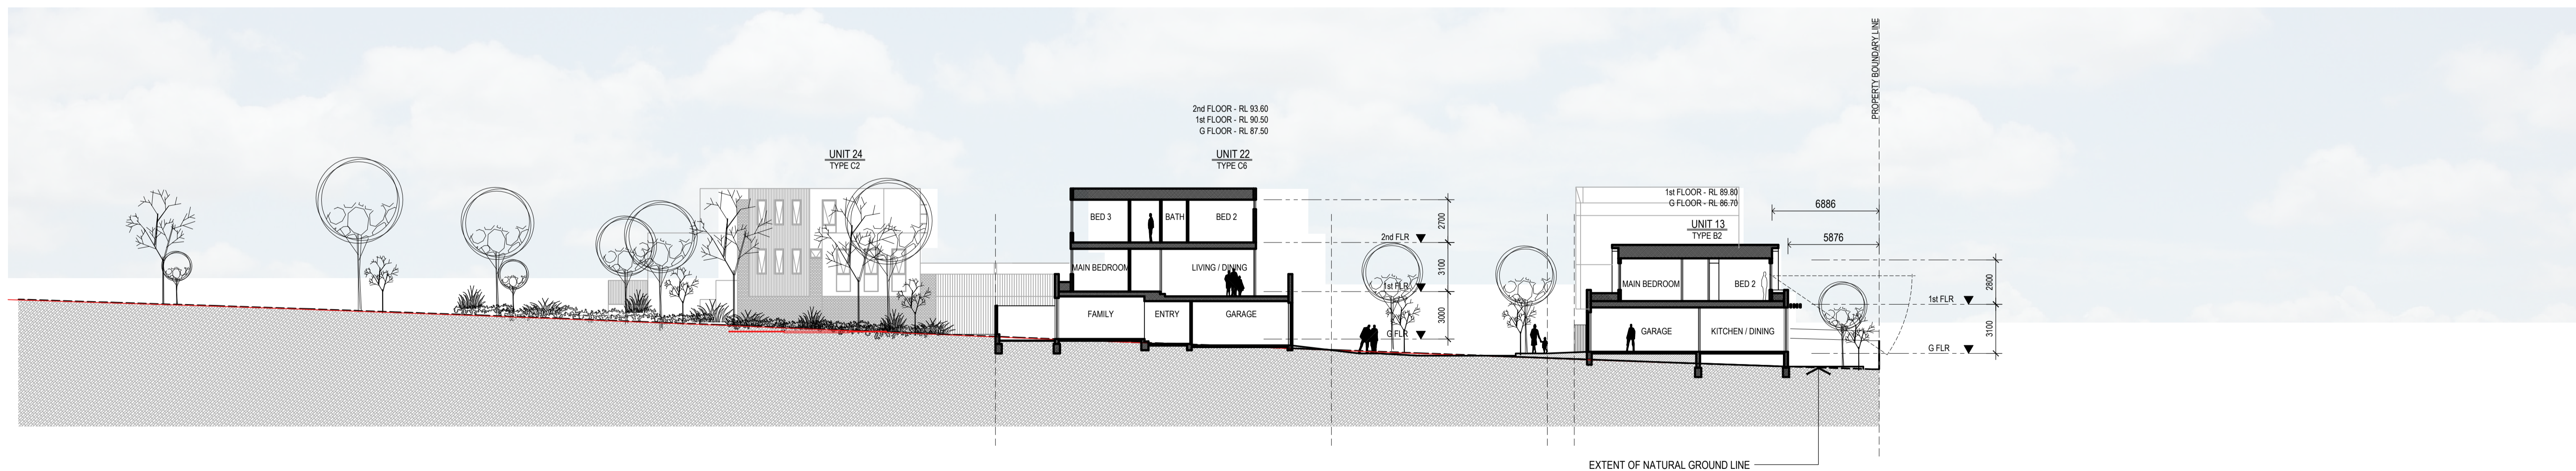 PROPERTY BOUNDARY LINE
2nd FLOOR - RL 93.60
1st FLOOR - RL 90.50
G FLOOR - RL 87.50
UNIT 24
TYPE C2
UNIT 22
TYPE C6
1st FLOOR - RL 89.80
G FLOOR - RL 86.70
UNIT 13
TYPE B2
6886
5876
BED 3
BATH
BED 2
2700
2nd FLR
MAIN BEDROOM
LIVING / DINING
3100
1st FLR
FAMILY
ENTRY
GARAGE
3000
G FLR
MAIN BEDROOM
BED 2
2800
1st FLR
GARAGE
KITCHEN / DINING
3100
G FLR
EXTENT OF NATURAL GROUND LINE